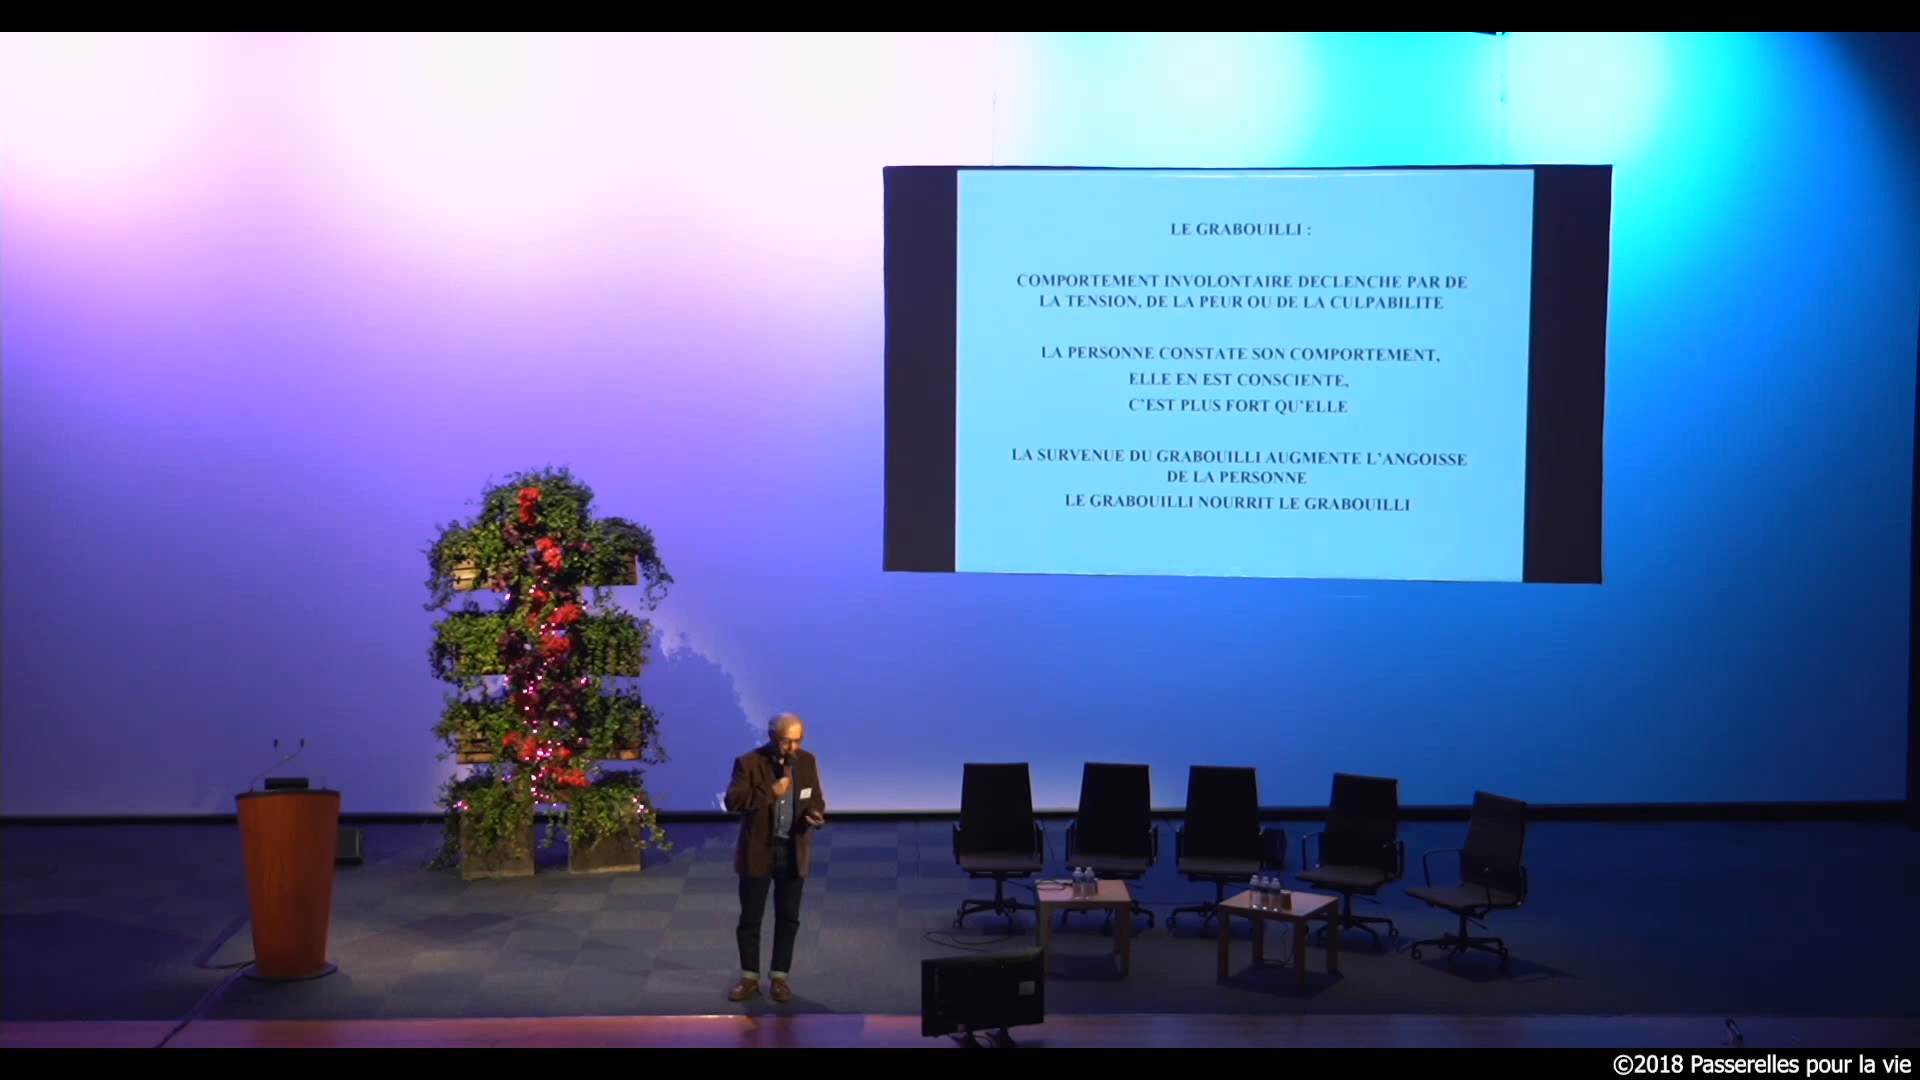 LE GRABOUILLI :
COMPORTEMENT INVOLONTAIRE DECLENCHE PAR DE
LA TENSION, DE LA PEUR OU DE LA CULPABILITE
LA PERSONNE CONSTATE SON COMPORTEMENT,
ELLE EN EST CONSCIENTE,
C'EST PLUS FORT QU'ELLE
LA SURVENUE DU GRABOUILLI AUGMENTE L'ANGOISSE
DE LA PERSONNE
LE GRABOUILLI NOURRIT LE GRABOUILLI
©2018 Passerelles pour la vie